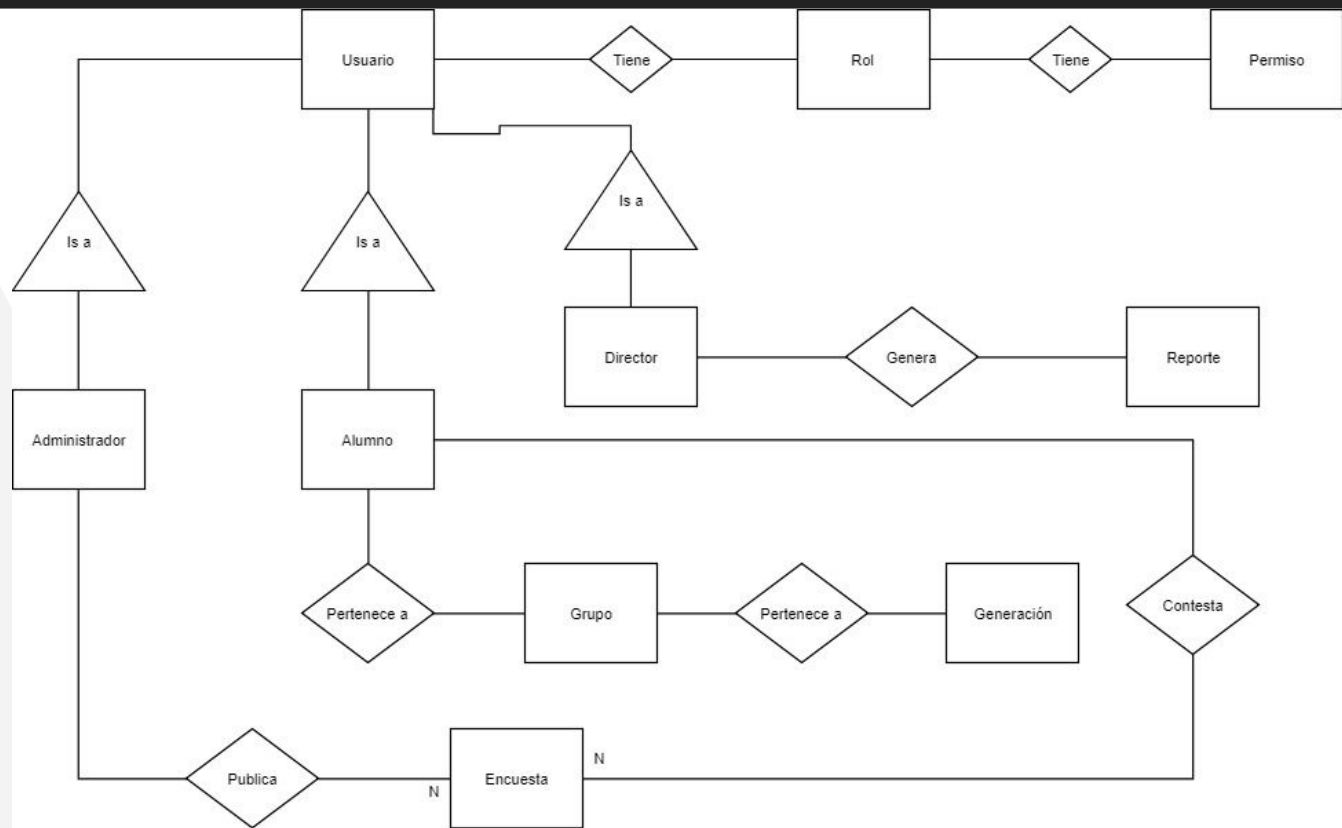 Usuario
Tiene
Rol
Tiene
Permiso
Is a
Is a
Is a
Director
Genera
Reporte
Administrador
Alumno
Pertenece a
Grupo
Pertenece a
Generación
Contesta
Publica
N
Encuesta
N